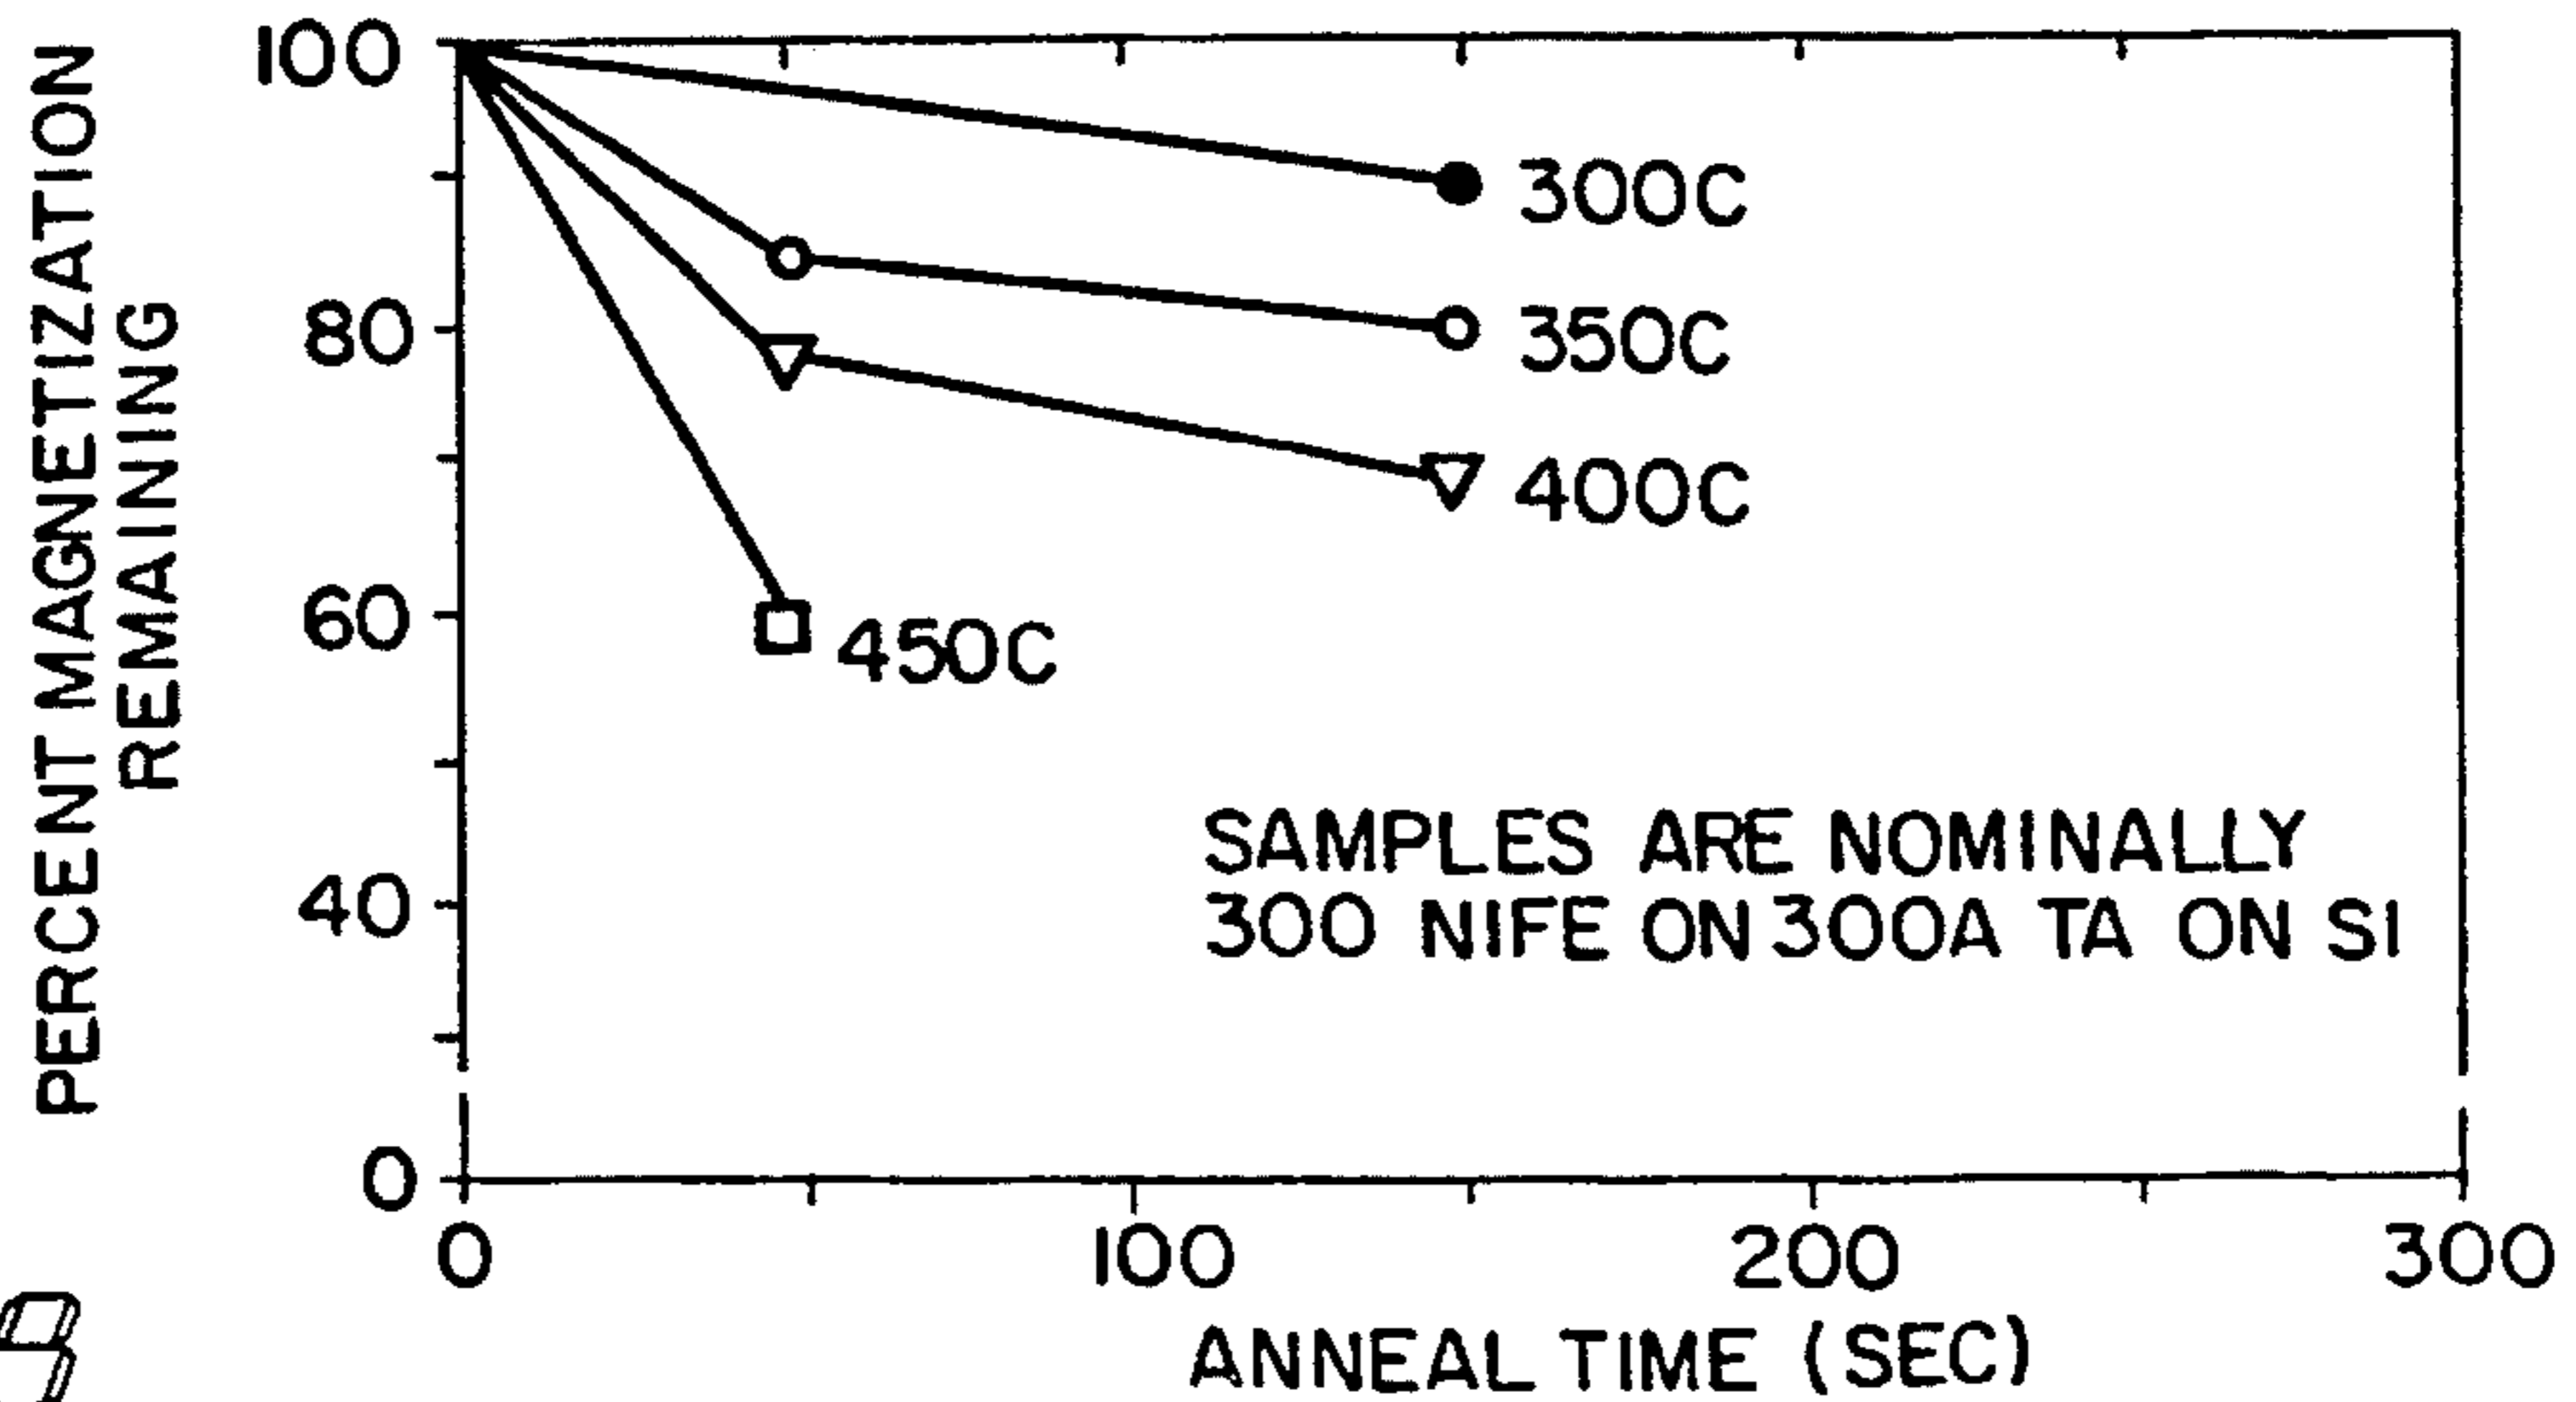 PERCENT MAGNETIZATION
REMAINING
100
80
60
40
0
300C
350C
400C
450C
SAMPLES ARE NOMINALLY
300 NIFE ON 300A TA ON SI
0
100
200
300
ANNEAL TIME (SEC)